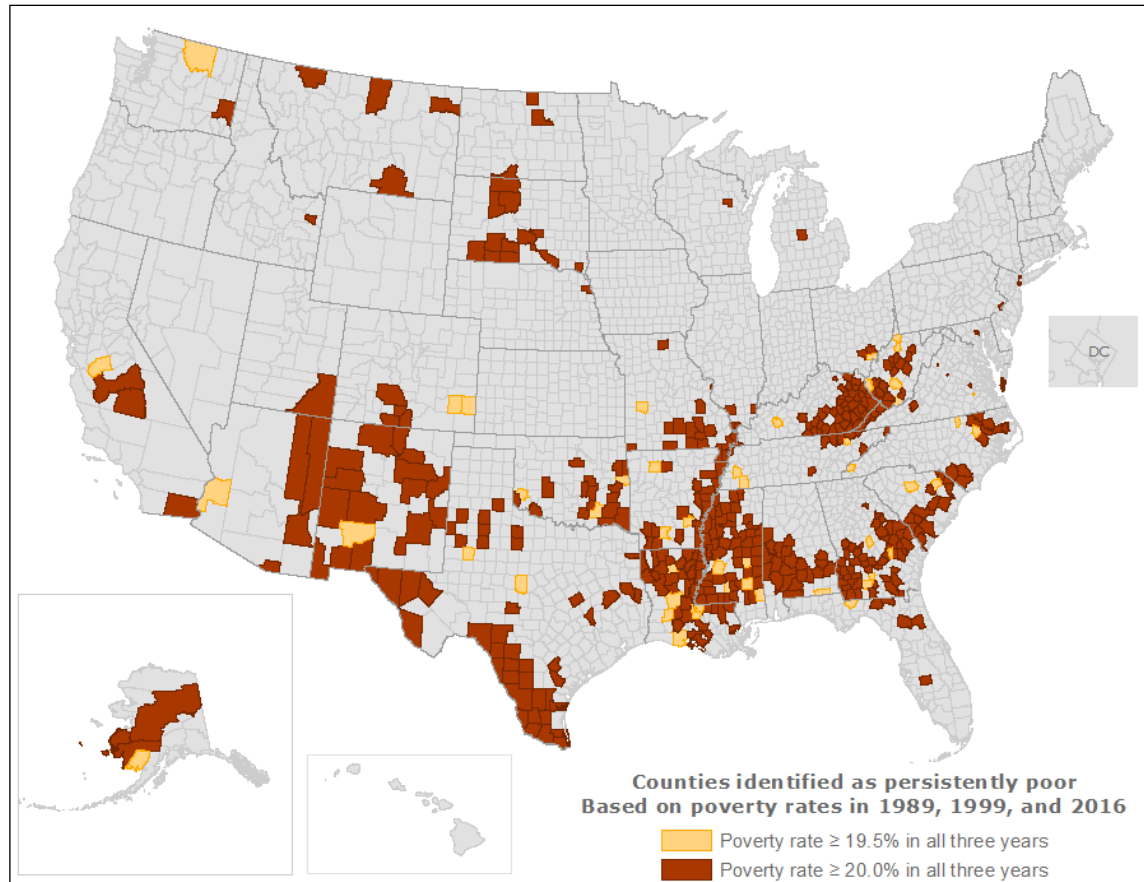 DC
Counties identified as persistently poor
Based on poverty rates in 1989, 1999, and 2016
Poverty rate ≥ 19.5% in all three years
Poverty rate ≥ 20.0% in all three years